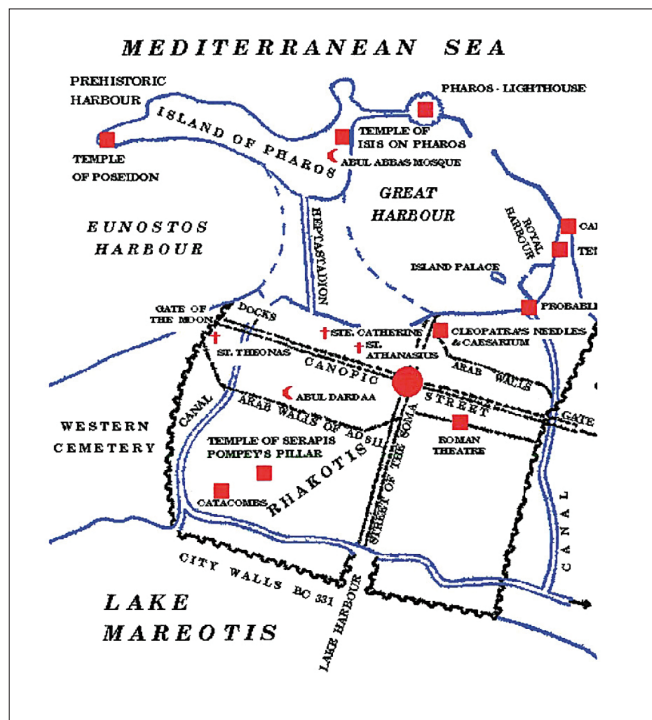 MEDITERRANEAN SEA
PREHISTORIC
HARBOUR
PHAROS - LIGHTHOUSE
ISLAND OF PHAROS
TEMPLE OF
ISIS ON PHAROS
ABUL ABBAS MOSQUE
TEMPLE
OF POSEIDON
GREAT
HARBOUR
EUNOSTOS
HARBOUR
HEPTASTADION
ROYAL
HARBOUR
CA
TE
ISLAND PALACE
PROBABLE
GATE OF
THE MOON
DOCKS
STE. CATHERINE
ST.
ATHANASIUS
CLEOPATRA'S NEEDLES
& CAESARIUM
ST. THEONAS
CANOPIC
STREET
ARAB WALLS
GATE
CANAL
ABUL DARDAA
ARAB WALLS OF AD 811
WESTERN
CEMETERY
ROMAN
THEATRE
TEMPLE OF SERAPIS
POMPEY'S PILLAR
RHAKOTIS
STREET OF THE SOMA
CATACOMBS
CANAL
CITY WALLS BC 331
LAKE
MAREOTIS
LAKE HARBOUR